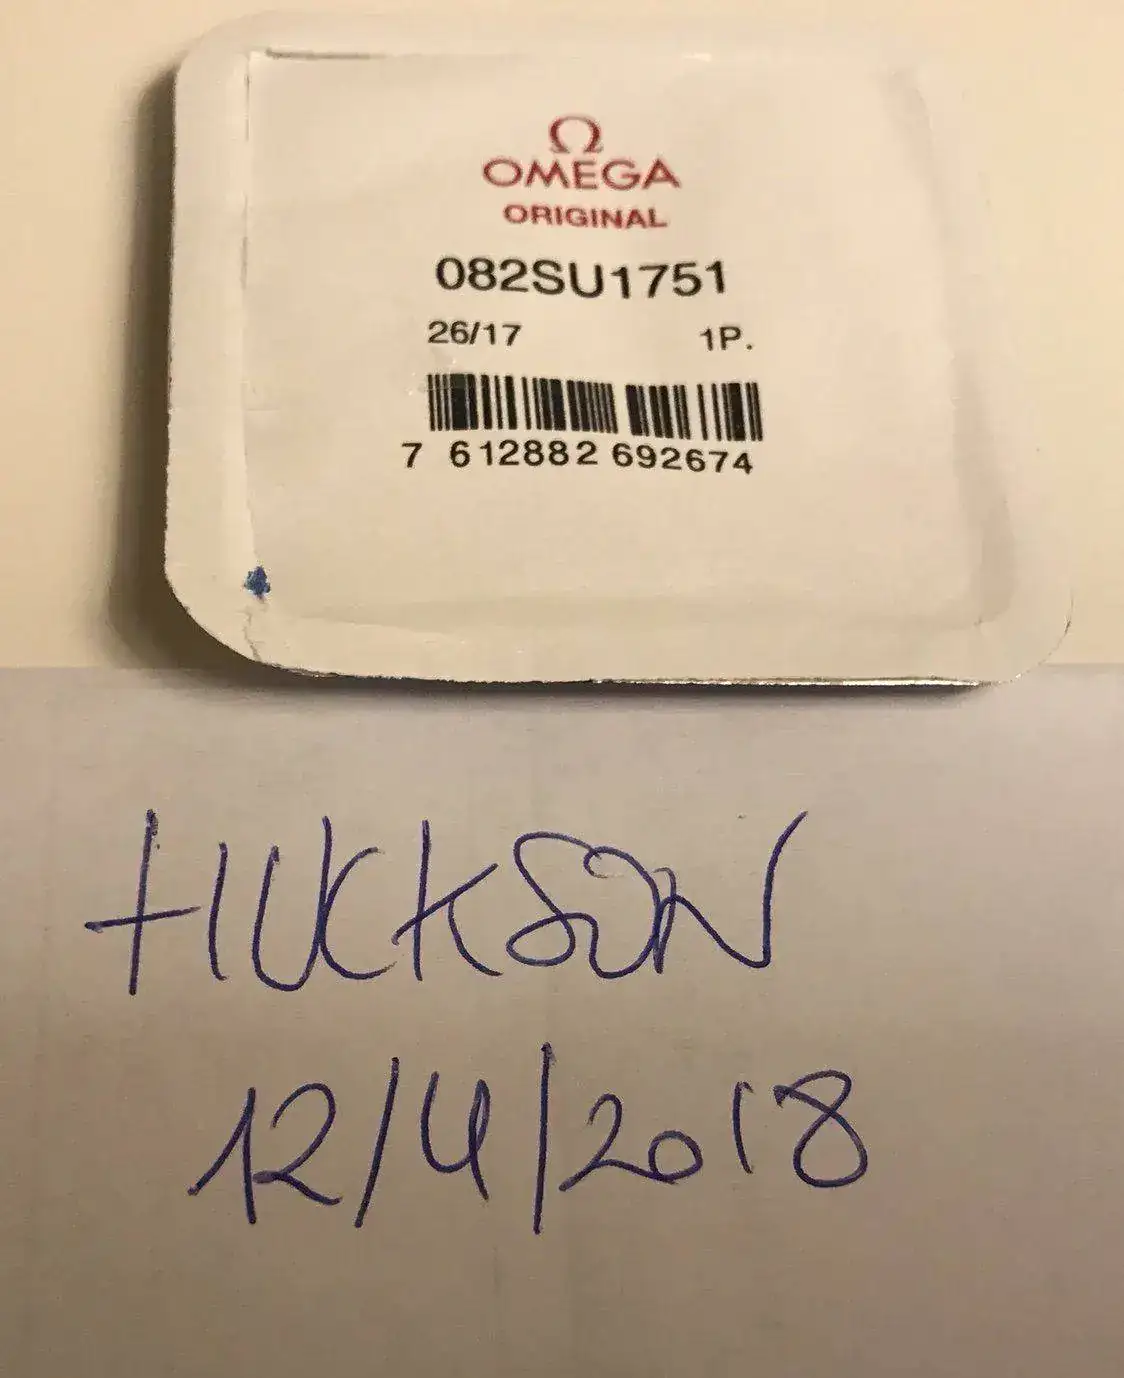 Ω
OMEGA
ORIGINAL
082SU1751
26/17 1P.
7 612882 692674
HUCKSON
12/4/2018